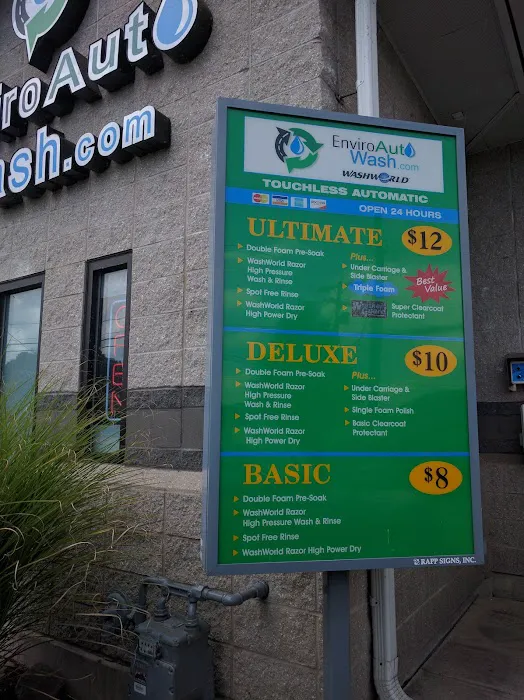 Auto
Wash.com
OPEN
EnviroAuto
Wash.com
WASHWORLD
TOUCHLESS AUTOMATIC
OPEN 24 HOURS
ULTIMATE $12
Double Foam Pre-Soak
WashWorld Razor
High Pressure
Wash & Rinse
Spot Free Rinse
WashWorld Razor
High Power Dry
Plus...
Under Carriage &
Side Blaster
Triple Foam
Best
Value
Super Clearcoat
Protectant
DELUXE $10
Double Foam Pre-Soak
WashWorld Razor
High Pressure
Wash & Rinse
Spot Free Rinse
WashWorld Razor
High Power Dry
Plus...
Under Carriage &
Side Blaster
Single Foam Polish
Basic Clearcoat
Protectant
BASIC $8
Double Foam Pre-Soak
WashWorld Razor
High Pressure Wash & Rinse
Spot Free Rinse
WashWorld Razor High Power Dry
RAPP SIGNS, INC.